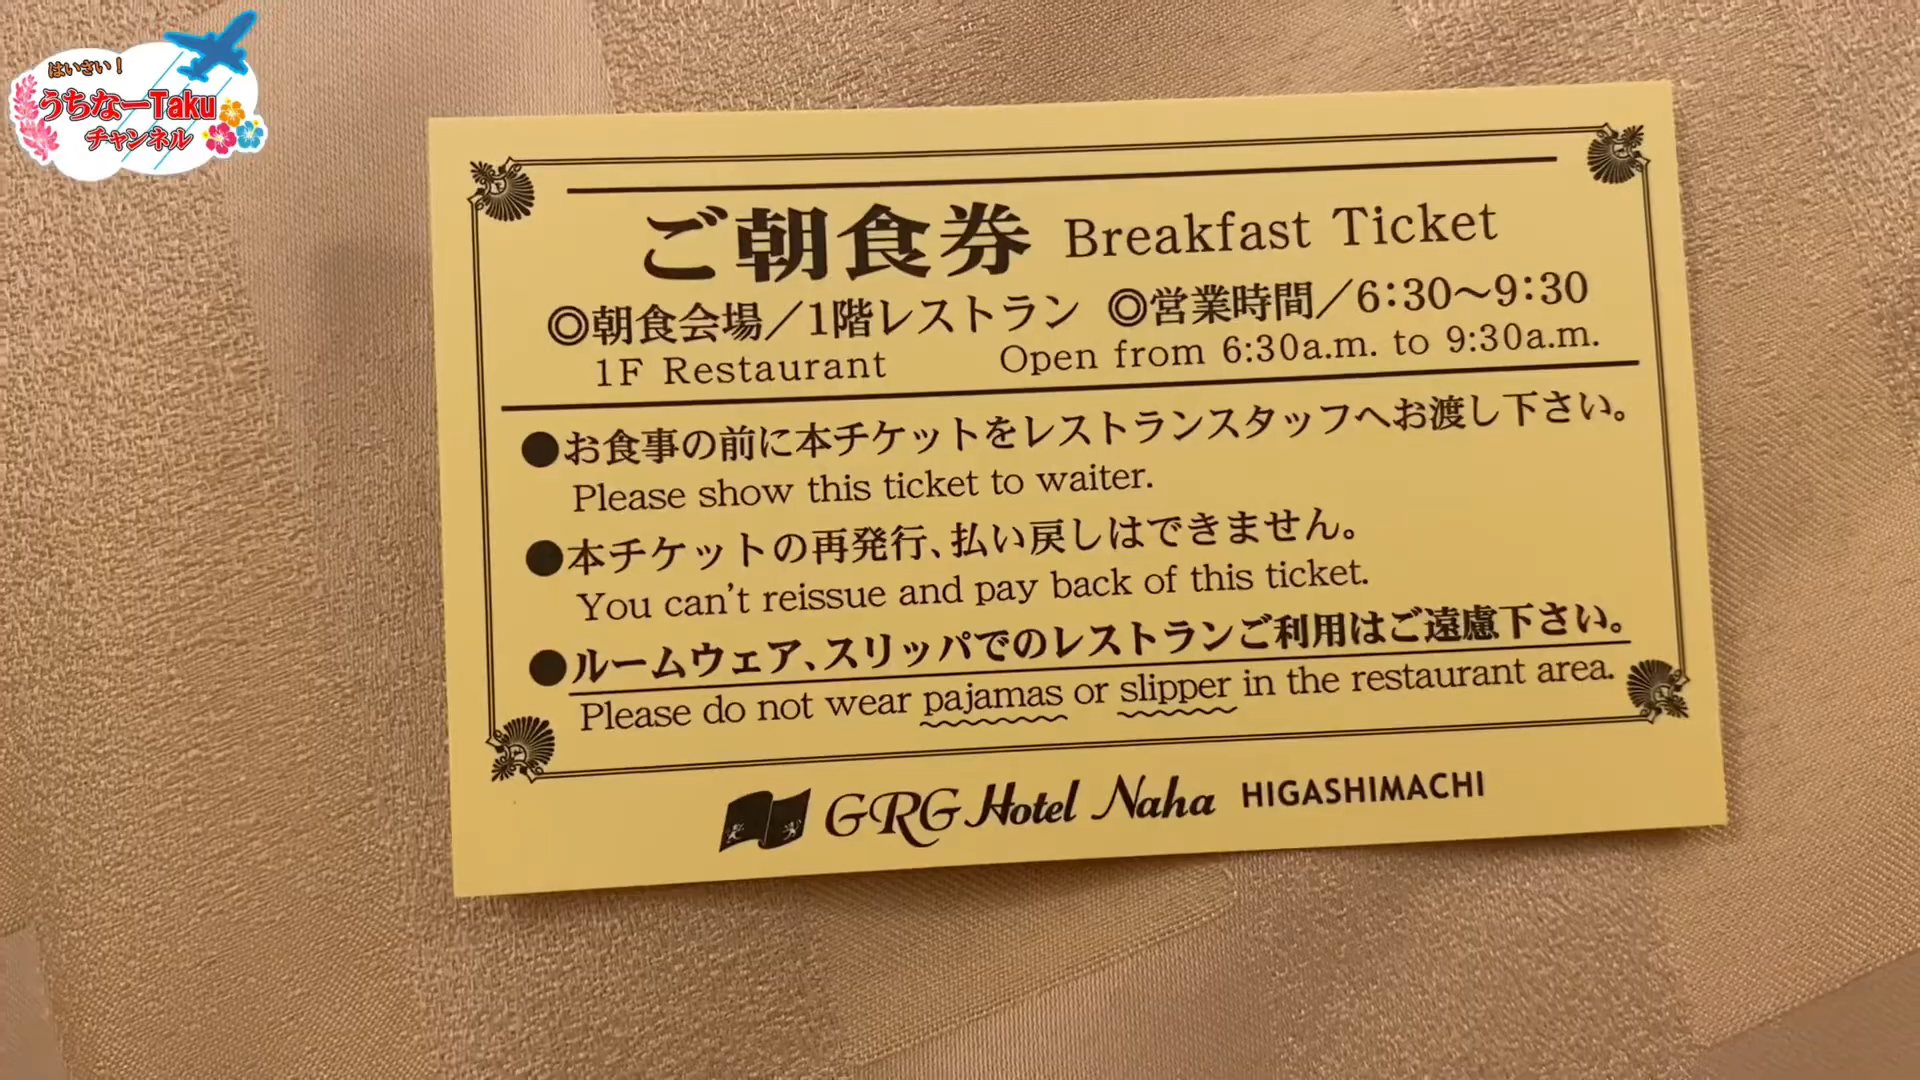 はいさい!
うちなーTaku
チャンネル
ご朝食券 Breakfast Ticket
◎朝食会場／1階レストラン ◎営業時間／6:30〜9:30
1F Restaurant Open from 6:30a.m. to 9:30a.m.
●お食事の前に本チケットをレストランスタッフへお渡し下さい。
Please show this ticket to waiter.
●本チケットの再発行、払い戻しはできません。
You can't reissue and pay back of this ticket.
●ルームウェア、スリッパでのレストランご利用はご遠慮下さい。
Please do not wear pajamas or slipper in the restaurant area.
GRG Hotel Naha HIGASHIMACHI